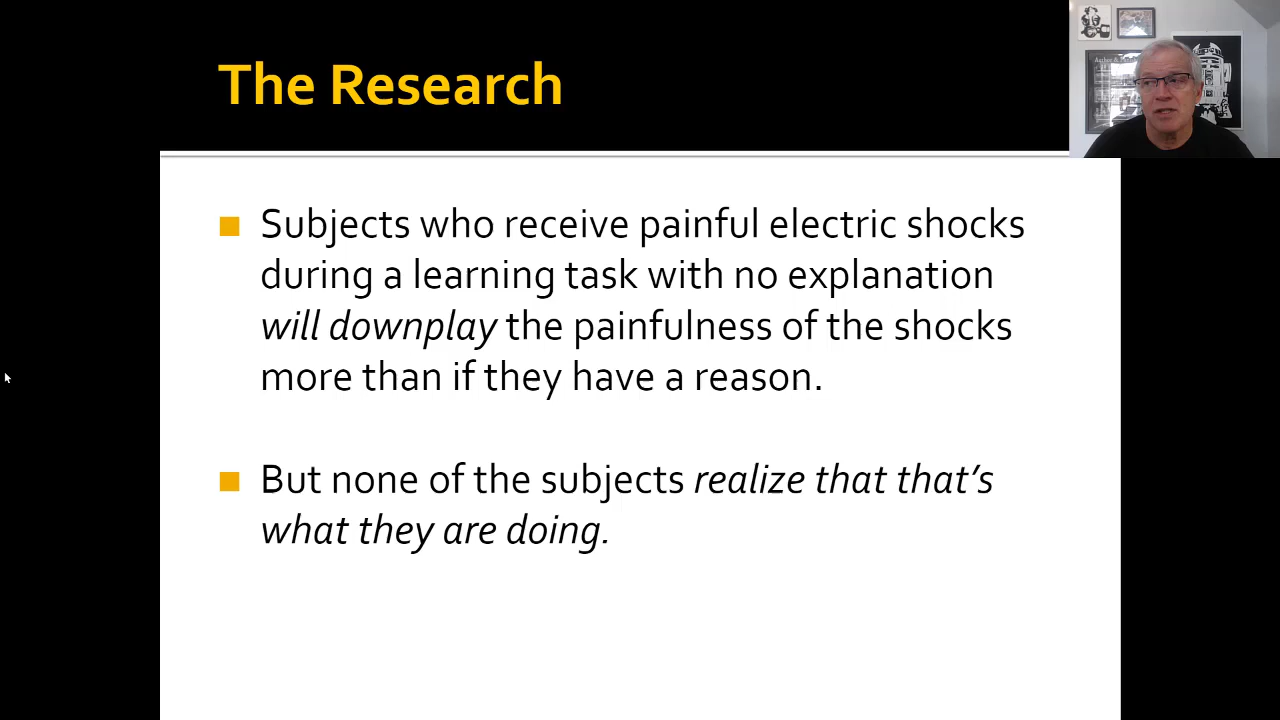 The Research
Subjects who receive painful electric shocks
during a learning task with no explanation
will downplay the painfulness of the shocks
more than if they have a reason.
But none of the subjects realize that that's
what they are doing.